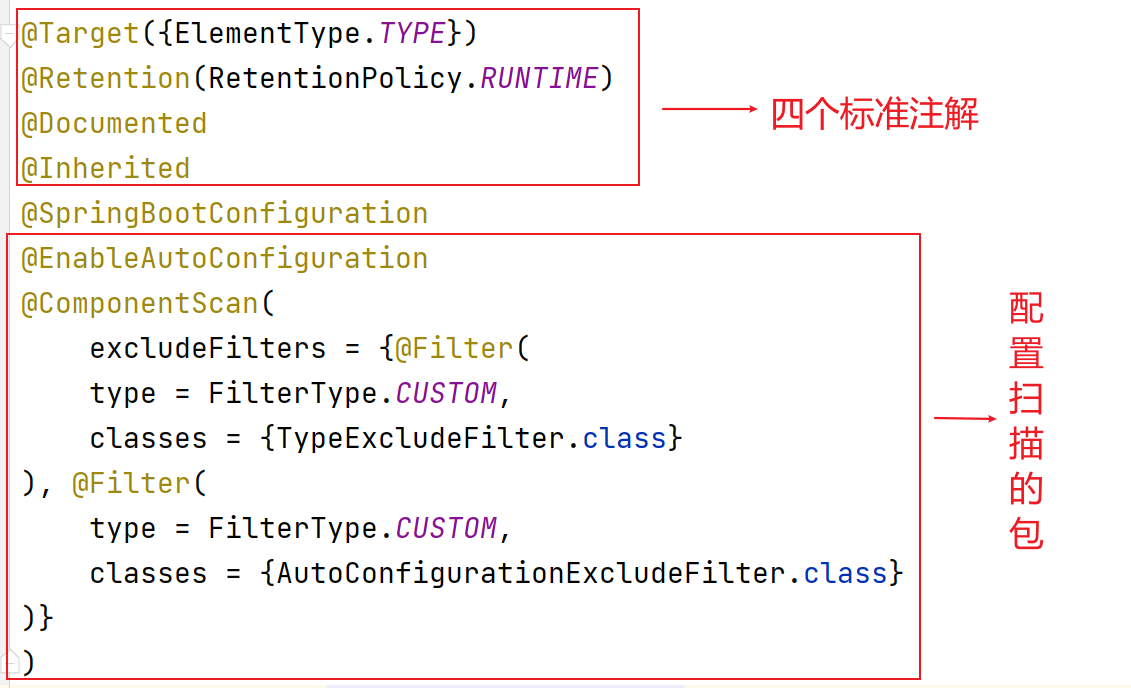 @Target({ElementType.TYPE})
@Retention(RetentionPolicy.RUNTIME)
@Documented
@Inherited
四个标准注解
@SpringBootConfiguration
@EnableAutoConfiguration
@ComponentScan(
    excludeFilters = {@Filter(
    type = FilterType.CUSTOM,
    classes = {TypeExcludeFilter.class}
), @Filter(
    type = FilterType.CUSTOM,
    classes = {AutoConfigurationExcludeFilter.class}
)}
)
配置扫描的包